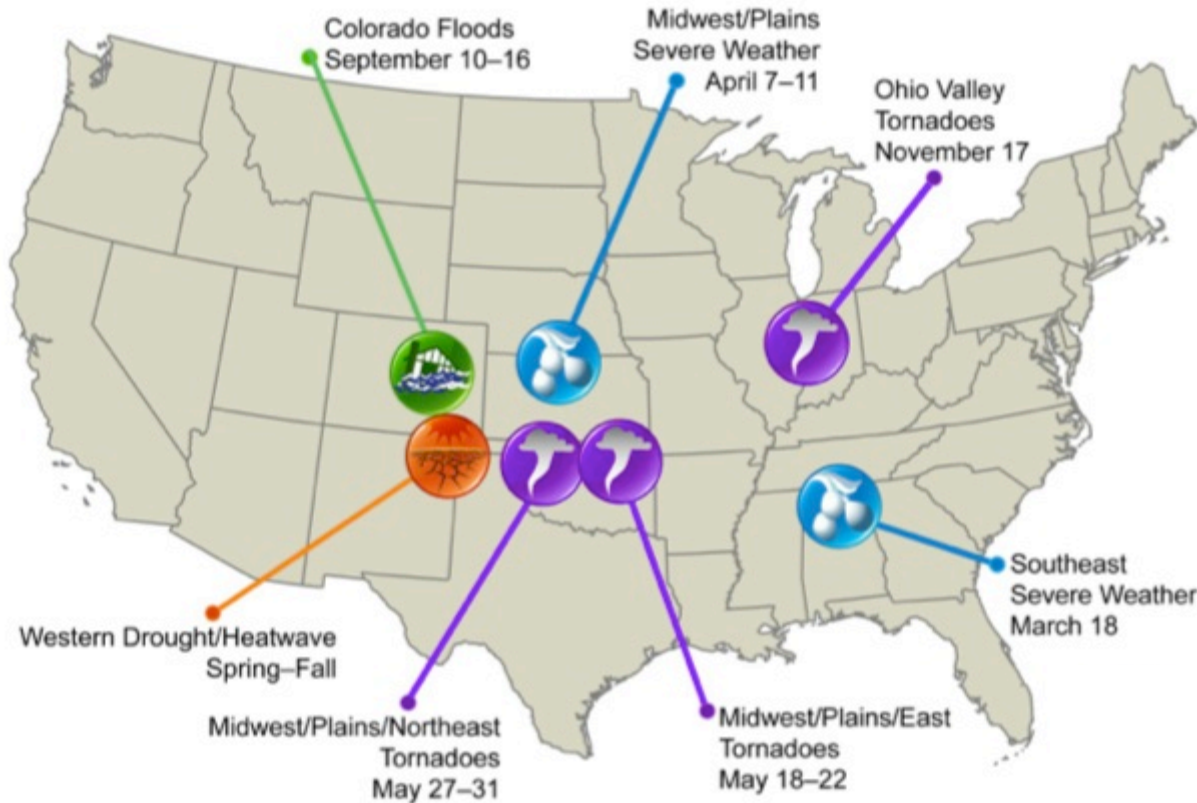 Colorado Floods
September 10–16
Midwest/Plains
Severe Weather
April 7–11
Ohio Valley
Tornadoes
November 17
Southeast
Severe Weather
March 18
Western Drought/Heatwave
Spring–Fall
Midwest/Plains/Northeast
Tornadoes
May 27–31
Midwest/Plains/East
Tornadoes
May 18–22